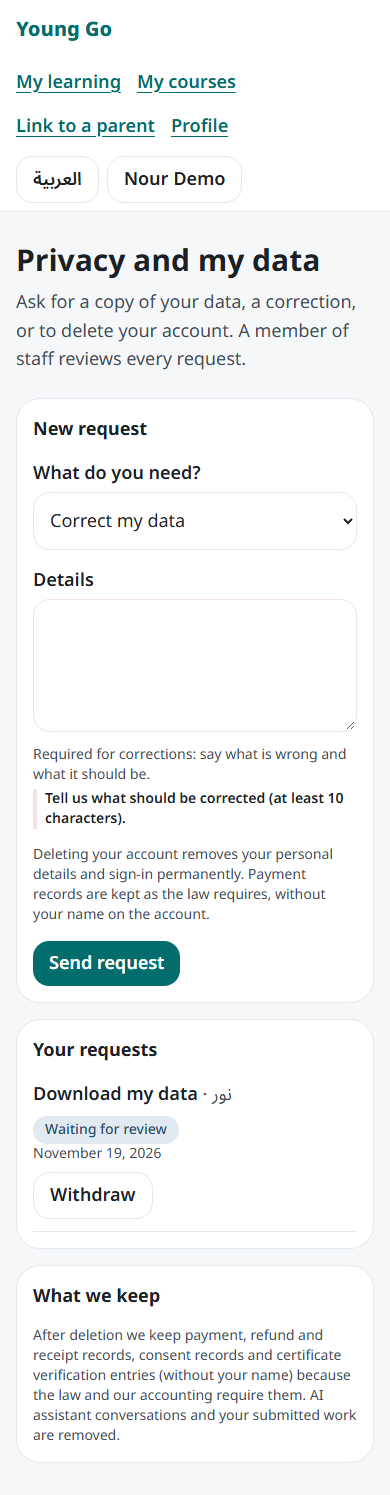 Young Go
My learning My courses
Link to a parent Profile
العربية Nour Demo
Privacy and my data
Ask for a copy of your data, a correction,
or to delete your account. A member of
staff reviews every request.
New request
What do you need?
Correct my data
Details
Required for corrections: say what is wrong and
what it should be.
Tell us what should be corrected (at least 10
characters).
Deleting your account removes your personal
details and sign-in permanently. Payment
records are kept as the law requires, without
your name on the account.
Send request
Your requests
Download my data · نور
Waiting for review
November 19, 2026
Withdraw
What we keep
After deletion we keep payment, refund and
receipt records, consent records and certificate
verification entries (without your name) because
the law and our accounting require them. AI
assistant conversations and your submitted work
are removed.